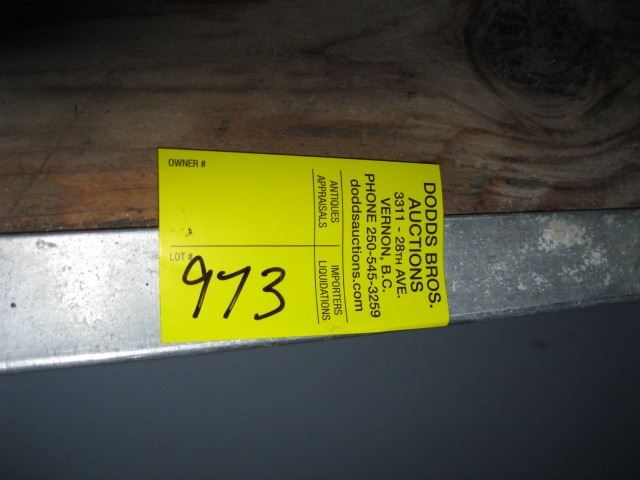 OWNER #
LOT #
973
ANTIQUES
APPRAISALS
IMPORTERS
LIQUIDATIONS
DODDS BROS.
AUCTIONS
3311 - 28TH AVE.
VERNON, B.C.
PHONE 250-545-3259
doddsauctions.com